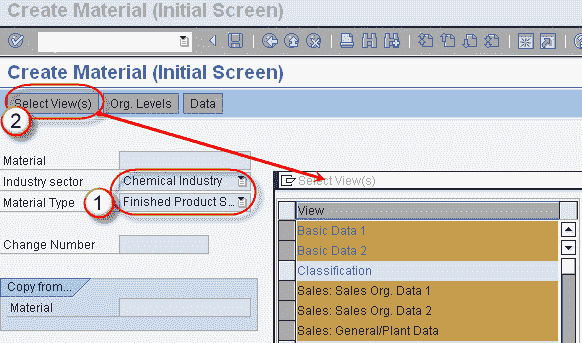 Create Material (Initial Screen)
Create Material (Initial Screen)
Select View(s) Org. Levels Data
2
Material
Industry sector Chemical Industry
Material Type 1 Finished Product S...
Change Number
Copy from...
Material
Select View(s)
View
Basic Data 1
Basic Data 2
Classification
Sales: Sales Org. Data 1
Sales: Sales Org. Data 2
Sales: General/Plant Data